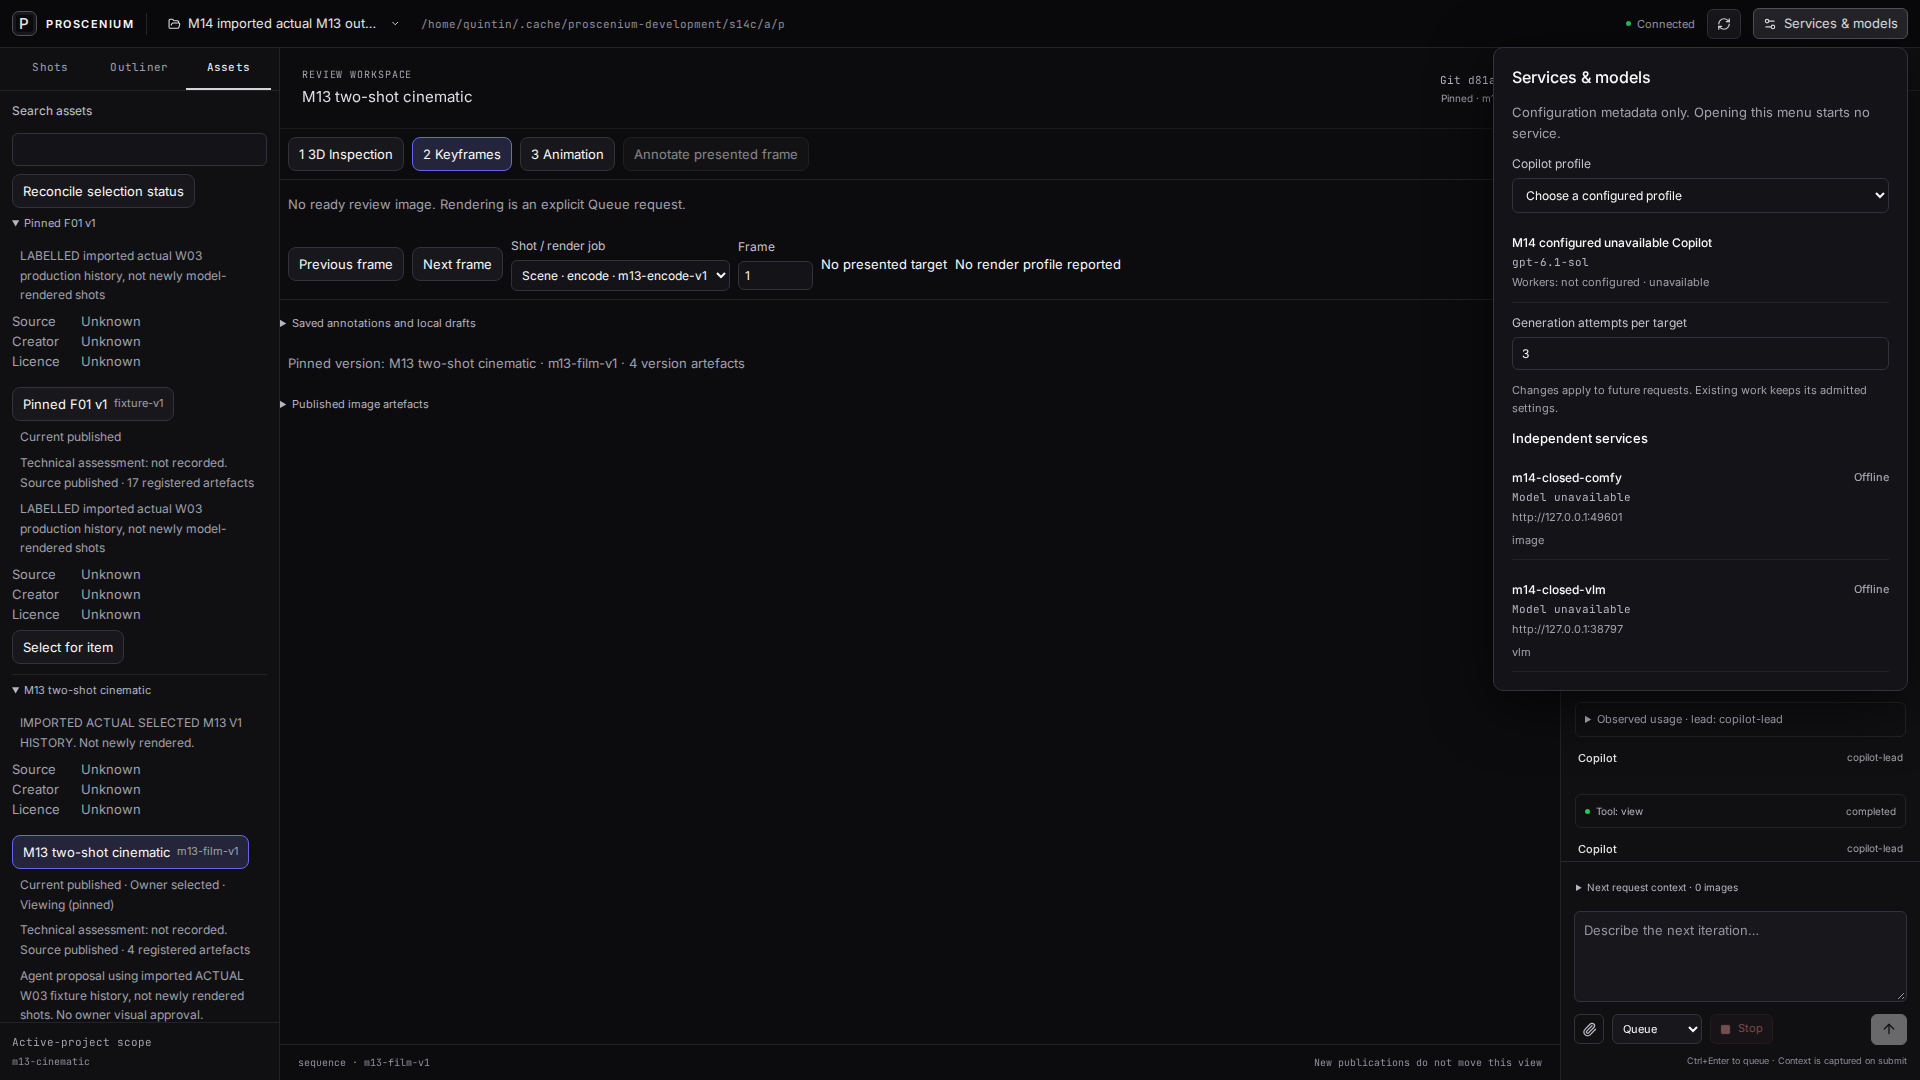 P PROSCENIUM
M14 imported actual M13 out...
/home/quintin/.cache/proscenium-development/s14c/a/p
Connected
Services & models
Shots
Outliner
Assets
Search assets
Reconcile selection status
Pinned F01 v1
LABELLED imported actual W03
production history, not newly model-
rendered shots
Source Unknown
Creator Unknown
Licence Unknown
Pinned F01 v1 fixture-v1
Current published
Technical assessment: not recorded.
Source published · 17 registered artefacts
LABELLED imported actual W03
production history, not newly model-
rendered shots
Source Unknown
Creator Unknown
Licence Unknown
Select for item
M13 two-shot cinematic
IMPORTED ACTUAL SELECTED M13 V1
HISTORY. Not newly rendered.
Source Unknown
Creator Unknown
Licence Unknown
M13 two-shot cinematic m13-film-v1
Current published · Owner selected ·
Viewing (pinned)
Technical assessment: not recorded.
Source published · 4 registered artefacts
Agent proposal using imported ACTUAL
W03 fixture history, not newly rendered
shots. No owner visual approval.
Active-project scope
m13-cinematic
REVIEW WORKSPACE
M13 two-shot cinematic
Git d81a
Pinned · m1
1 3D Inspection
2 Keyframes
3 Animation
Annotate presented frame
No ready review image. Rendering is an explicit Queue request.
Previous frame
Next frame
Shot / render job
Scene · encode · m13-encode-v1
Frame
1
No presented target
No render profile reported
Saved annotations and local drafts
Pinned version: M13 two-shot cinematic · m13-film-v1 · 4 version artefacts
Published image artefacts
sequence · m13-film-v1
New publications do not move this view
Services & models
Configuration metadata only. Opening this menu starts no
service.
Copilot profile
Choose a configured profile
M14 configured unavailable Copilot
gpt-6.1-sol
Workers: not configured · unavailable
Generation attempts per target
3
Changes apply to future requests. Existing work keeps its admitted
settings.
Independent services
m14-closed-comfy Offline
Model unavailable
http://127.0.0.1:49601
image
m14-closed-vlm Offline
Model unavailable
http://127.0.0.1:38797
vlm
Observed usage · lead: copilot-lead
Copilot copilot-lead
Tool: view completed
Copilot copilot-lead
Next request context · 0 images
Describe the next iteration...
Queue
Stop
Ctrl+Enter to queue · Context is captured on submit